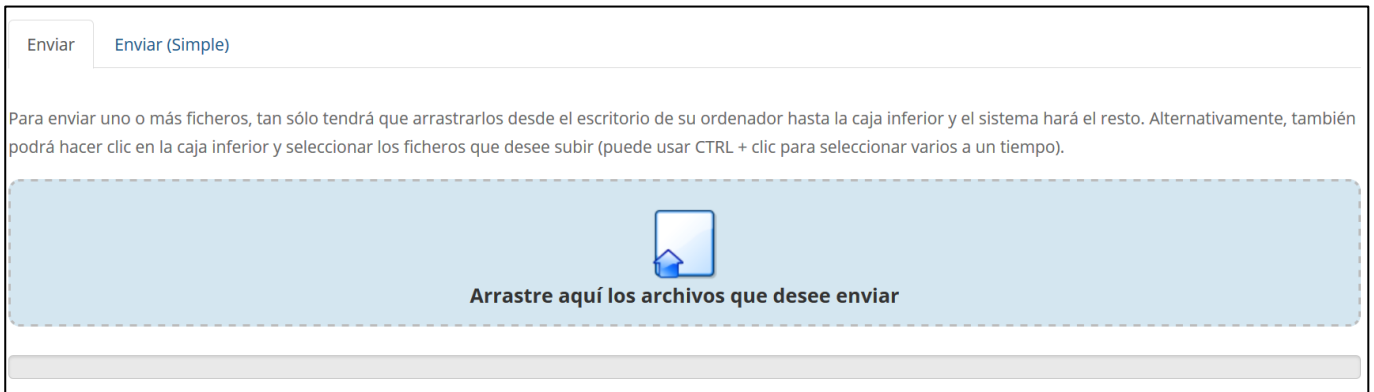 Enviar Enviar (Simple)
Para enviar uno o más ficheros, tan sólo tendrá que arrastrarlos desde el escritorio de su ordenador hasta la caja inferior y el sistema hará el resto. Alternativamente, también
podrá hacer clic en la caja inferior y seleccionar los ficheros que desee subir (puede usar CTRL + clic para seleccionar varios a un tiempo).
Arrastre aquí los archivos que desee enviar